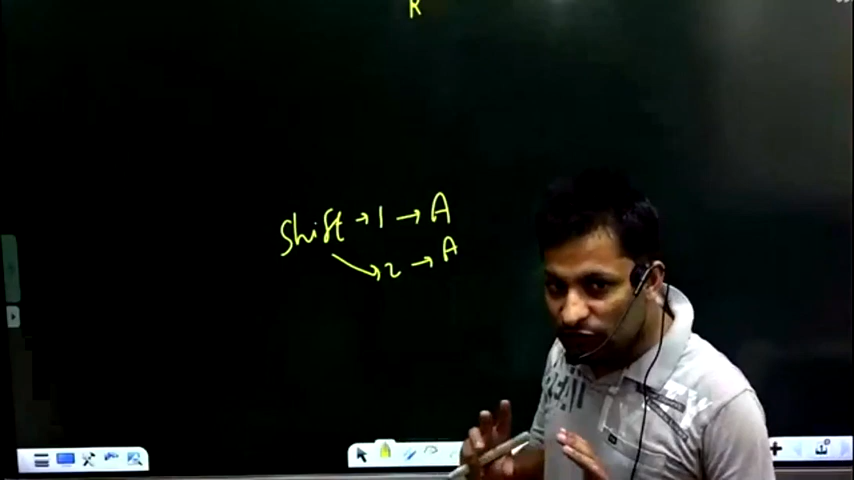 R
Shift → 1 → A
→ 2 → A